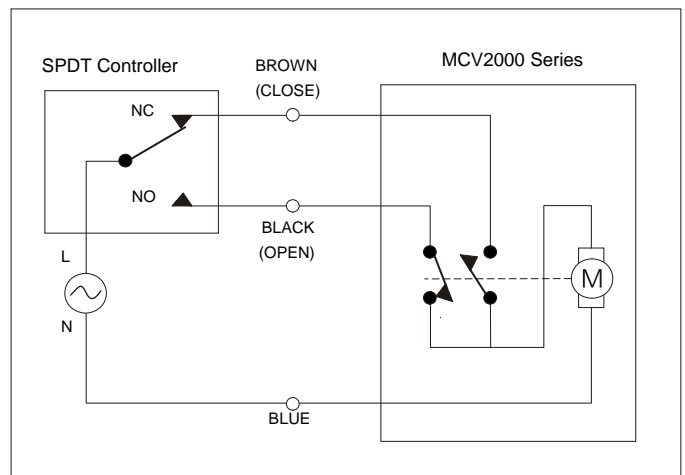 SPDT Controller
BROWN
(CLOSE)
MCV2000 Series
NC
NO
BLACK
(OPEN)
L
M
N
BLUE